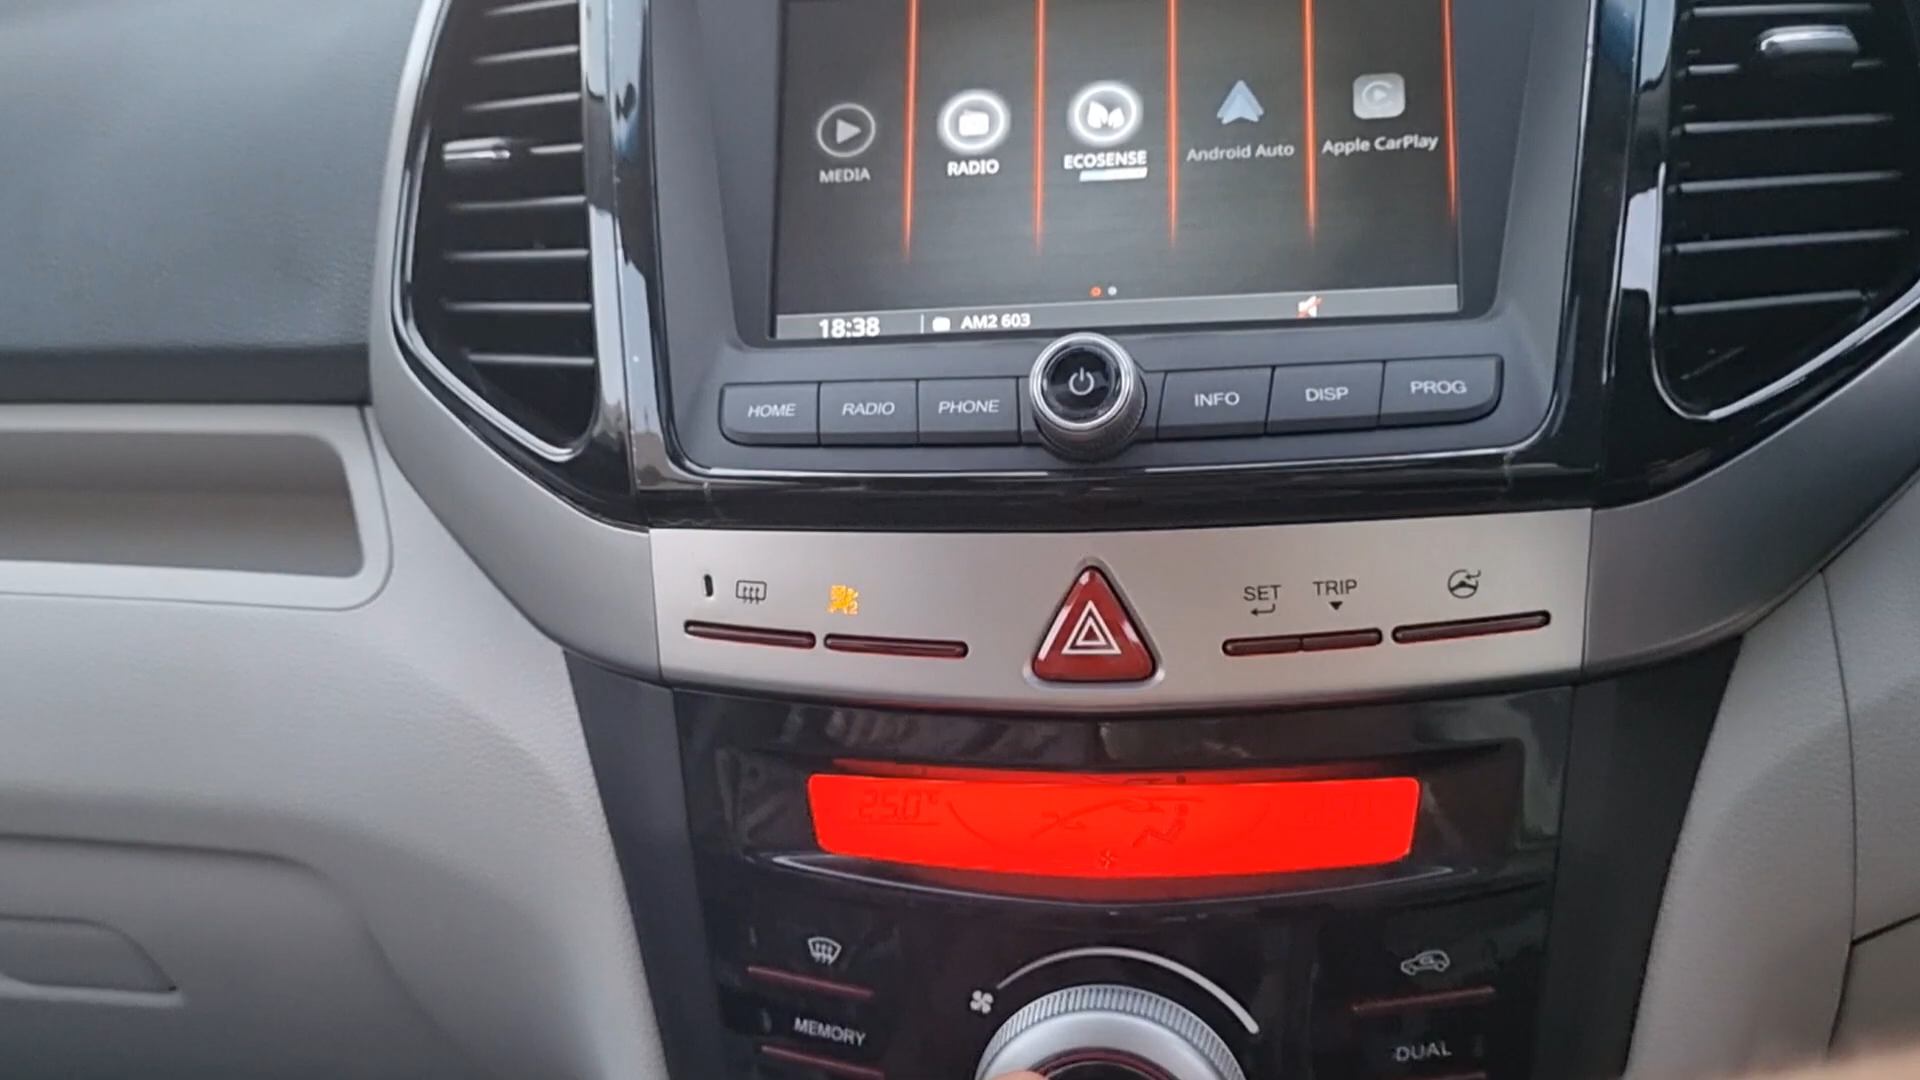 MEDIA
RADIO
ECOSENSE
Android Auto
Apple CarPlay
18:38
AM2 603
HOME
RADIO
PHONE
INFO
DISP
PROG
SET
TRIP
25.0°
MEMORY
DUAL